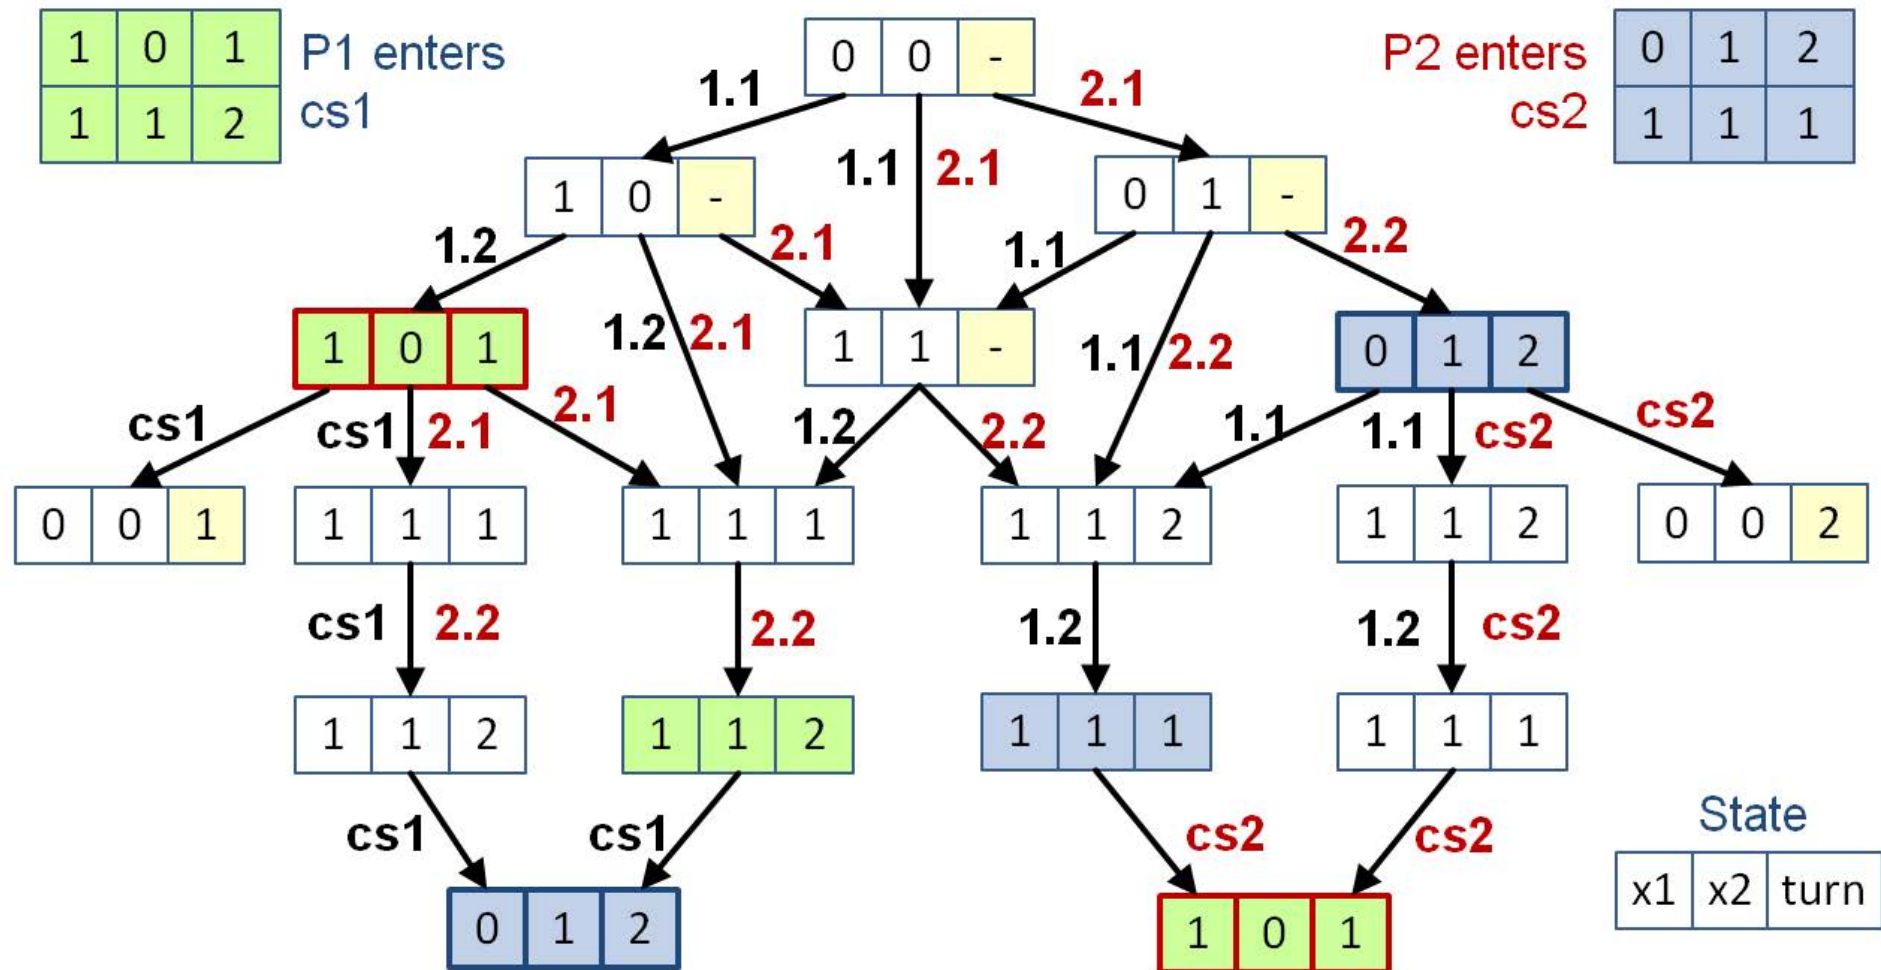 1 0 1
1 1 2
P1 enters
cs1
0 0 -
P2 enters
cs2
0 1 2
1 1 1
1.1
2.1
1.1 2.1
1 0 -
0 1 -
1.2
2.1
1.1
2.2
1 0 1
1.2 2.1
1 1 -
1.1 2.2
0 1 2
cs1
cs1 2.1
2.1
1.2
2.2
1.1
1.1 cs2
cs2
0 0 1
1 1 1
1 1 1
1 1 2
1 1 2
0 0 2
cs1 2.2
2.2
1.2
1.2 cs2
1 1 2
1 1 2
1 1 1
1 1 1
cs1
cs1
cs2
cs2
State
x1 x2 turn
0 1 2
1 0 1